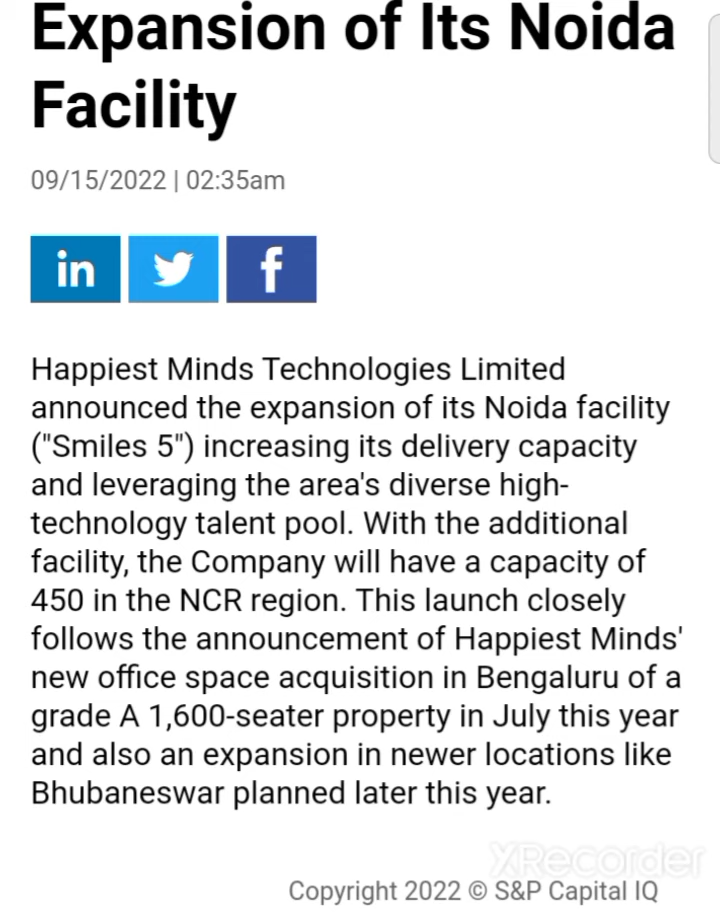 Expansion of Its Noida
Facility
09/15/2022 | 02:35am
in
f
Happiest Minds Technologies Limited
announced the expansion of its Noida facility
("Smiles 5") increasing its delivery capacity
and leveraging the area's diverse high-
technology talent pool. With the additional
facility, the Company will have a capacity of
450 in the NCR region. This launch closely
follows the announcement of Happiest Minds'
new office space acquisition in Bengaluru of a
grade A 1,600-seater property in July this year
and also an expansion in newer locations like
Bhubaneswar planned later this year.
XRecorder
Copyright 2022 © S&P Capital IQ